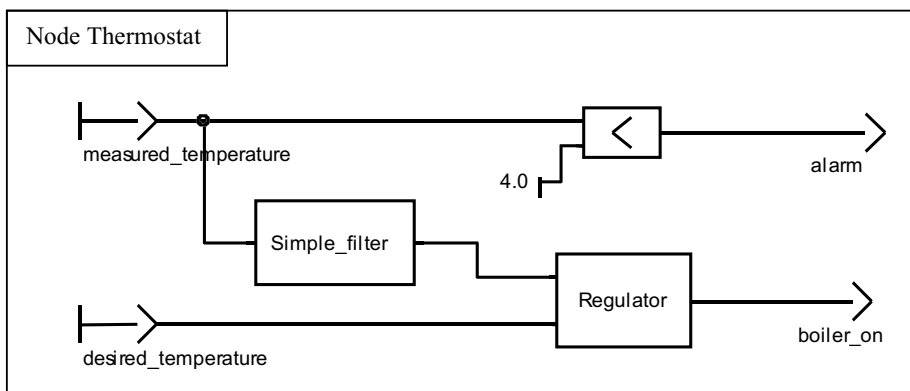 Node Thermostat
measured_temperature
<
alarm
4.0
Simple_filter
Regulator
desired_temperature
boiler_on